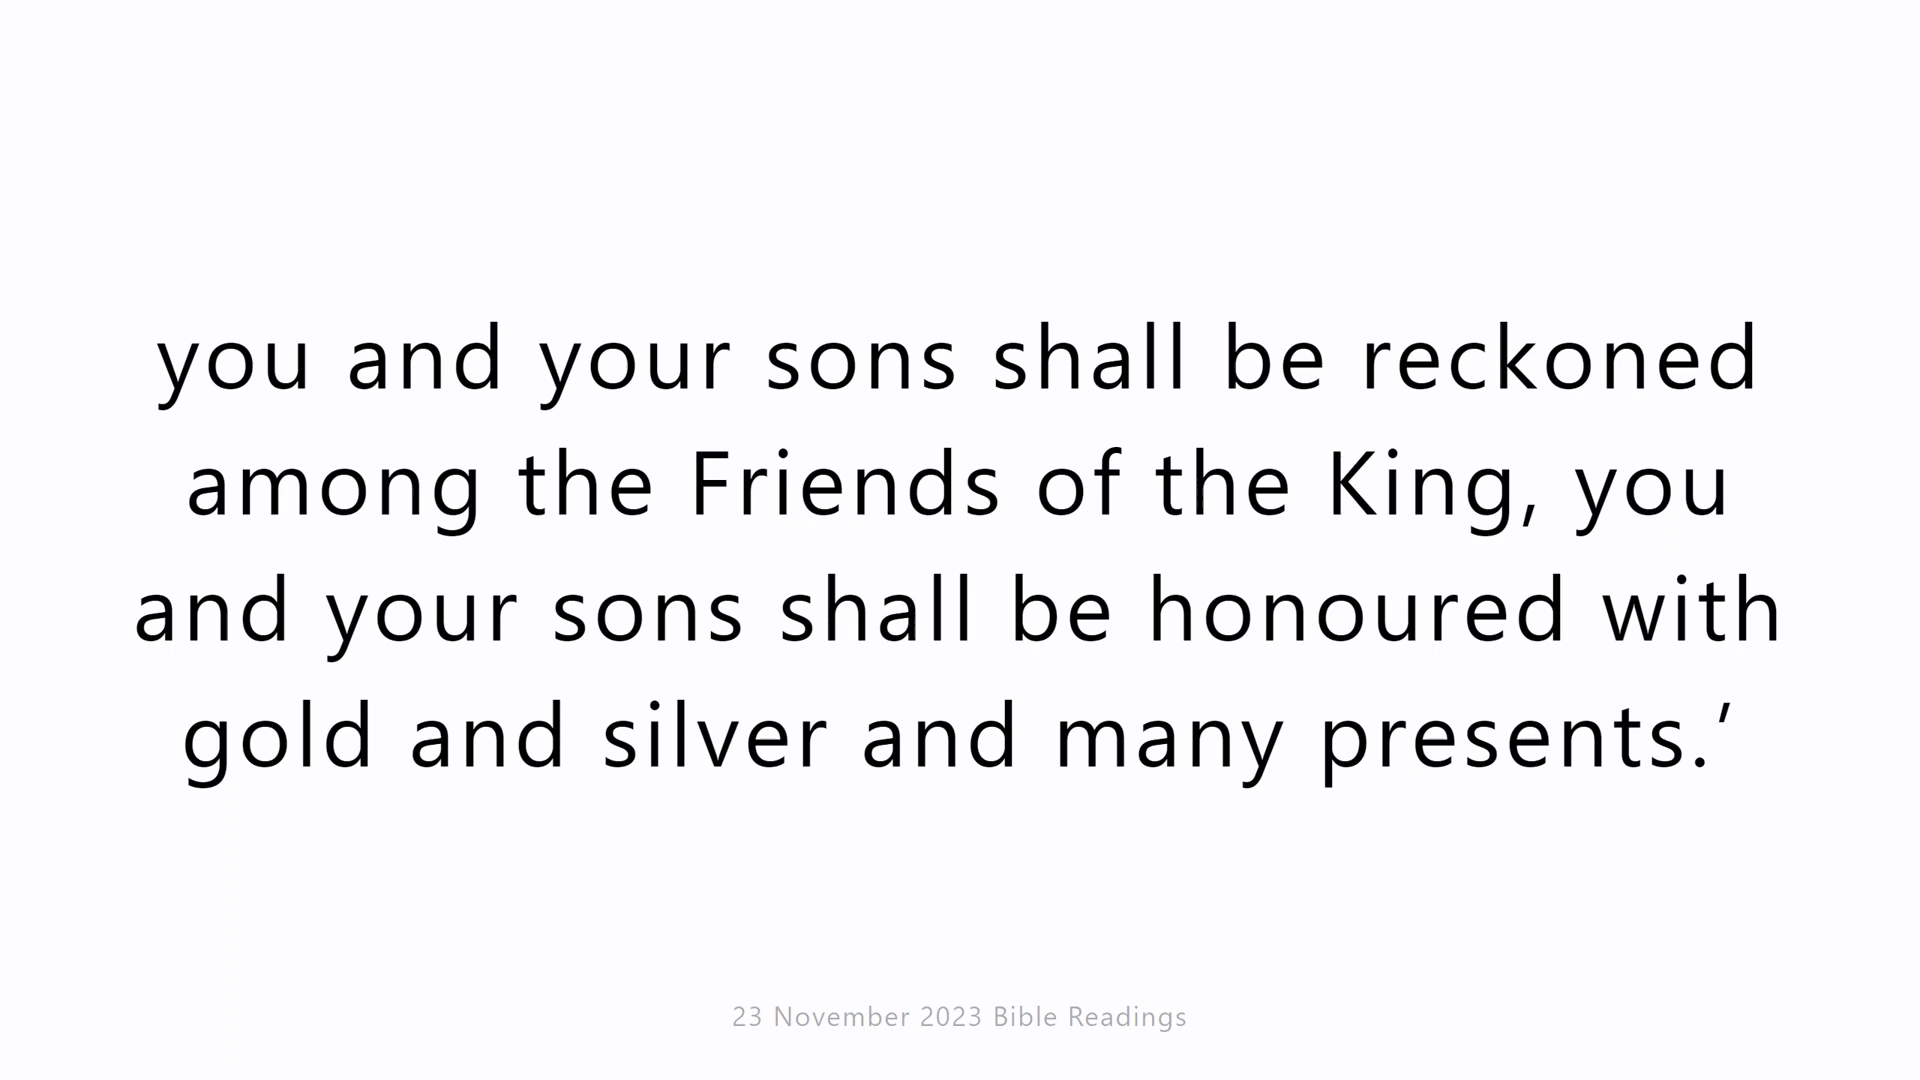 you and your sons shall be reckoned
among the Friends of the King, you
and your sons shall be honoured with
gold and silver and many presents.’
23 November 2023 Bible Readings